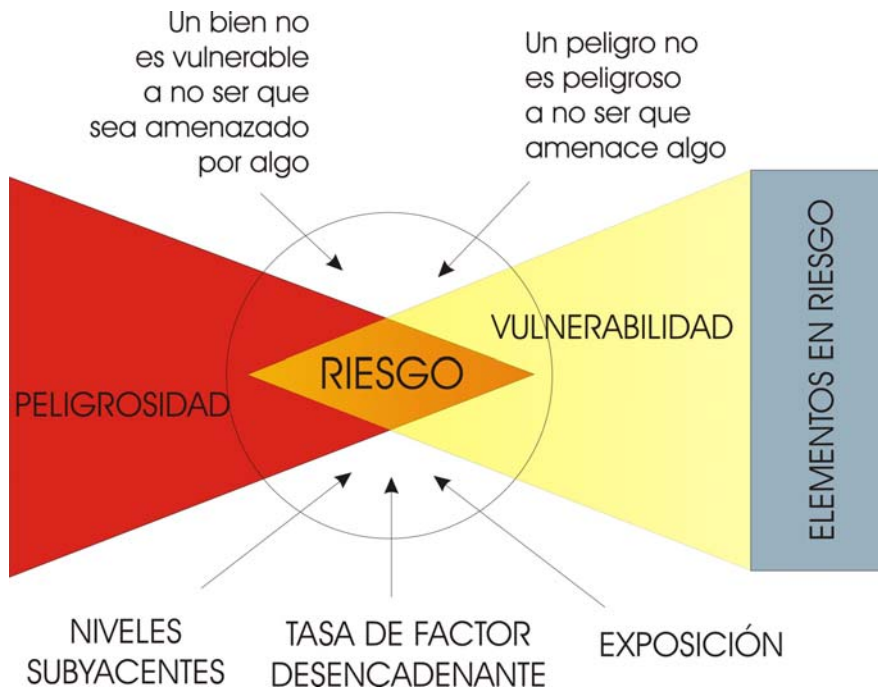 Un bien no
es vulnerable
a no ser que
sea amenazado
por algo
Un peligro no
es peligroso
a no ser que
amenace algo
PELIGROSIDAD
RIESGO
VULNERABILIDAD
ELEMENTOS EN RIESGO
NIVELES
SUBYACENTES
TASA DE FACTOR
DESENCADENANTE
EXPOSICIÓN